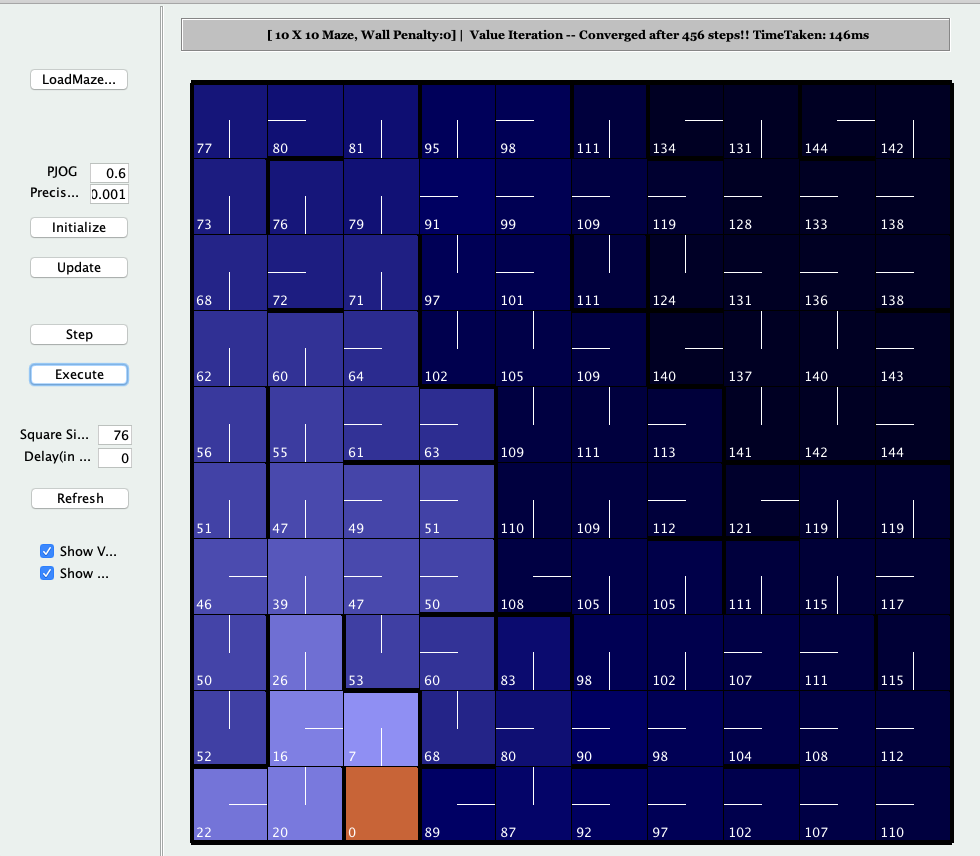 [ 10 X 10 Maze, Wall Penalty:0] | Value Iteration -- Converged after 456 steps!! TimeTaken: 146ms
LoadMaze...
PJOG 0.6
Precis... 0.001
Initialize
Update
Step
Execute
Square Si... 76
Delay(in ... 0
Refresh
Show V...
Show ...
77 80 81 95 98 111 134 131 144 142
73 76 79 91 99 109 119 128 133 138
68 72 71 97 101 111 124 131 136 138
62 60 64 102 105 109 140 137 140 143
56 55 61 63 109 111 113 141 142 144
51 47 49 51 110 109 112 121 119 119
46 39 47 50 108 105 105 111 115 117
50 26 53 60 83 98 102 107 111 115
52 16 7 68 80 90 98 104 108 112
22 20 0 89 87 92 97 102 107 110